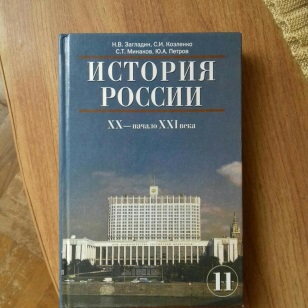 Н.В. Загладин, С.И. Козленко
С.Т. Минаков, Ю.А. Петров
ИСТОРИЯ
РОССИИ
XX—начало XXI века
11